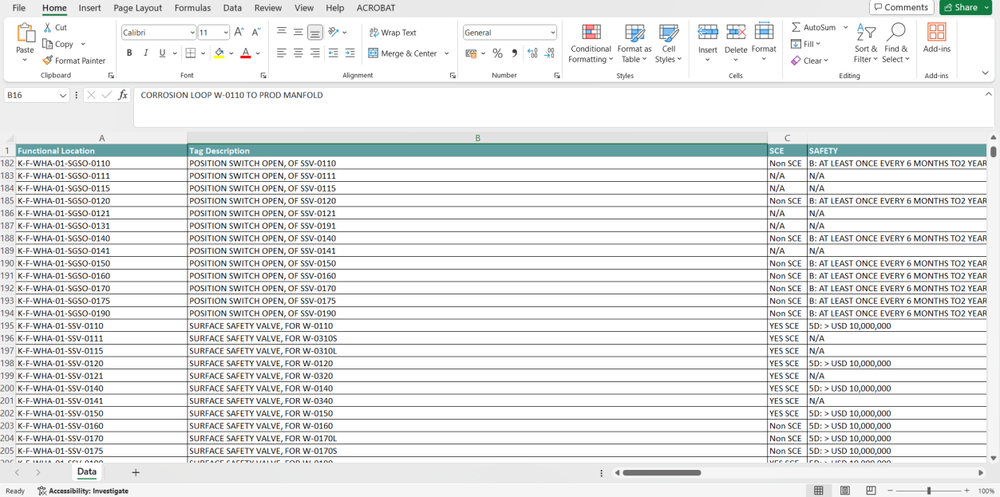 File Home Insert Page Layout Formulas Data Review View Help ACROBAT Comments Share
Paste Cut Copy Format Painter Clipboard
Calibri 11 A A B I U A Font
Wrap Text Merge & Center Alignment
General % Number
Conditional Formatting Format as Table Cell Styles Styles
Insert Delete Format Cells
AutoSum Fill Clear Sort & Filter Find & Select Editing
Add-ins Add-ins
B16 fx CORROSION LOOP W-0110 TO PROD MANFOLD
A B C
1 Functional Location Tag Description SCE SAFETY
182 K-F-WHA-01-SGSO-0110 POSITION SWITCH OPEN, OF SSV-0110 Non SCE B: AT LEAST ONCE EVERY 6 MONTHS TO2 YEAR
183 K-F-WHA-01-SGSO-0111 POSITION SWITCH OPEN, OF SSV-0111 N/A N/A
184 K-F-WHA-01-SGSO-0115 POSITION SWITCH OPEN, OF SSV-0115 N/A N/A
185 K-F-WHA-01-SGSO-0120 POSITION SWITCH OPEN, OF SSV-0120 Non SCE B: AT LEAST ONCE EVERY 6 MONTHS TO2 YEAR
186 K-F-WHA-01-SGSO-0121 POSITION SWITCH OPEN, OF SSV-0121 N/A N/A
187 K-F-WHA-01-SGSO-0131 POSITION SWITCH OPEN, OF SSV-0191 N/A N/A
188 K-F-WHA-01-SGSO-0140 POSITION SWITCH OPEN, OF SSV-0140 Non SCE B: AT LEAST ONCE EVERY 6 MONTHS TO2 YEAR
189 K-F-WHA-01-SGSO-0141 POSITION SWITCH OPEN, OF SSV-0141 N/A N/A
190 K-F-WHA-01-SGSO-0150 POSITION SWITCH OPEN, OF SSV-0150 Non SCE B: AT LEAST ONCE EVERY 6 MONTHS TO2 YEAR
191 K-F-WHA-01-SGSO-0160 POSITION SWITCH OPEN, OF SSV-0160 Non SCE B: AT LEAST ONCE EVERY 6 MONTHS TO2 YEAR
192 K-F-WHA-01-SGSO-0170 POSITION SWITCH OPEN, OF SSV-0170 Non SCE B: AT LEAST ONCE EVERY 6 MONTHS TO2 YEAR
193 K-F-WHA-01-SGSO-0175 POSITION SWITCH OPEN, OF SSV-0175 Non SCE B: AT LEAST ONCE EVERY 6 MONTHS TO2 YEAR
194 K-F-WHA-01-SGSO-0190 POSITION SWITCH OPEN, OF SSV-0190 Non SCE B: AT LEAST ONCE EVERY 6 MONTHS TO2 YEAR
195 K-F-WHA-01-SSV-0110 SURFACE SAFETY VALVE, FOR W-0110 YES SCE 5D: > USD 10,000,000
196 K-F-WHA-01-SSV-0111 SURFACE SAFETY VALVE, FOR W-0310S YES SCE N/A
197 K-F-WHA-01-SSV-0115 SURFACE SAFETY VALVE, FOR W-0310L YES SCE N/A
198 K-F-WHA-01-SSV-0120 SURFACE SAFETY VALVE, FOR W-0120 YES SCE 5D: > USD 10,000,000
199 K-F-WHA-01-SSV-0121 SURFACE SAFETY VALVE, FOR W-0320 YES SCE N/A
200 K-F-WHA-01-SSV-0140 SURFACE SAFETY VALVE, FOR W-0140 YES SCE 5D: > USD 10,000,000
201 K-F-WHA-01-SSV-0141 SURFACE SAFETY VALVE, FOR W-0340 YES SCE N/A
202 K-F-WHA-01-SSV-0150 SURFACE SAFETY VALVE, FOR W-0150 YES SCE 5D: > USD 10,000,000
203 K-F-WHA-01-SSV-0160 SURFACE SAFETY VALVE, FOR W-0160 Non SCE 5D: > USD 10,000,000
204 K-F-WHA-01-SSV-0170 SURFACE SAFETY VALVE, FOR W-0170L Non SCE 5D: > USD 10,000,000
205 K-F-WHA-01-SSV-0175 SURFACE SAFETY VALVE, FOR W-0170S Non SCE 5D: > USD 10,000,000
Data
Ready Accessibility: Investigate 100%